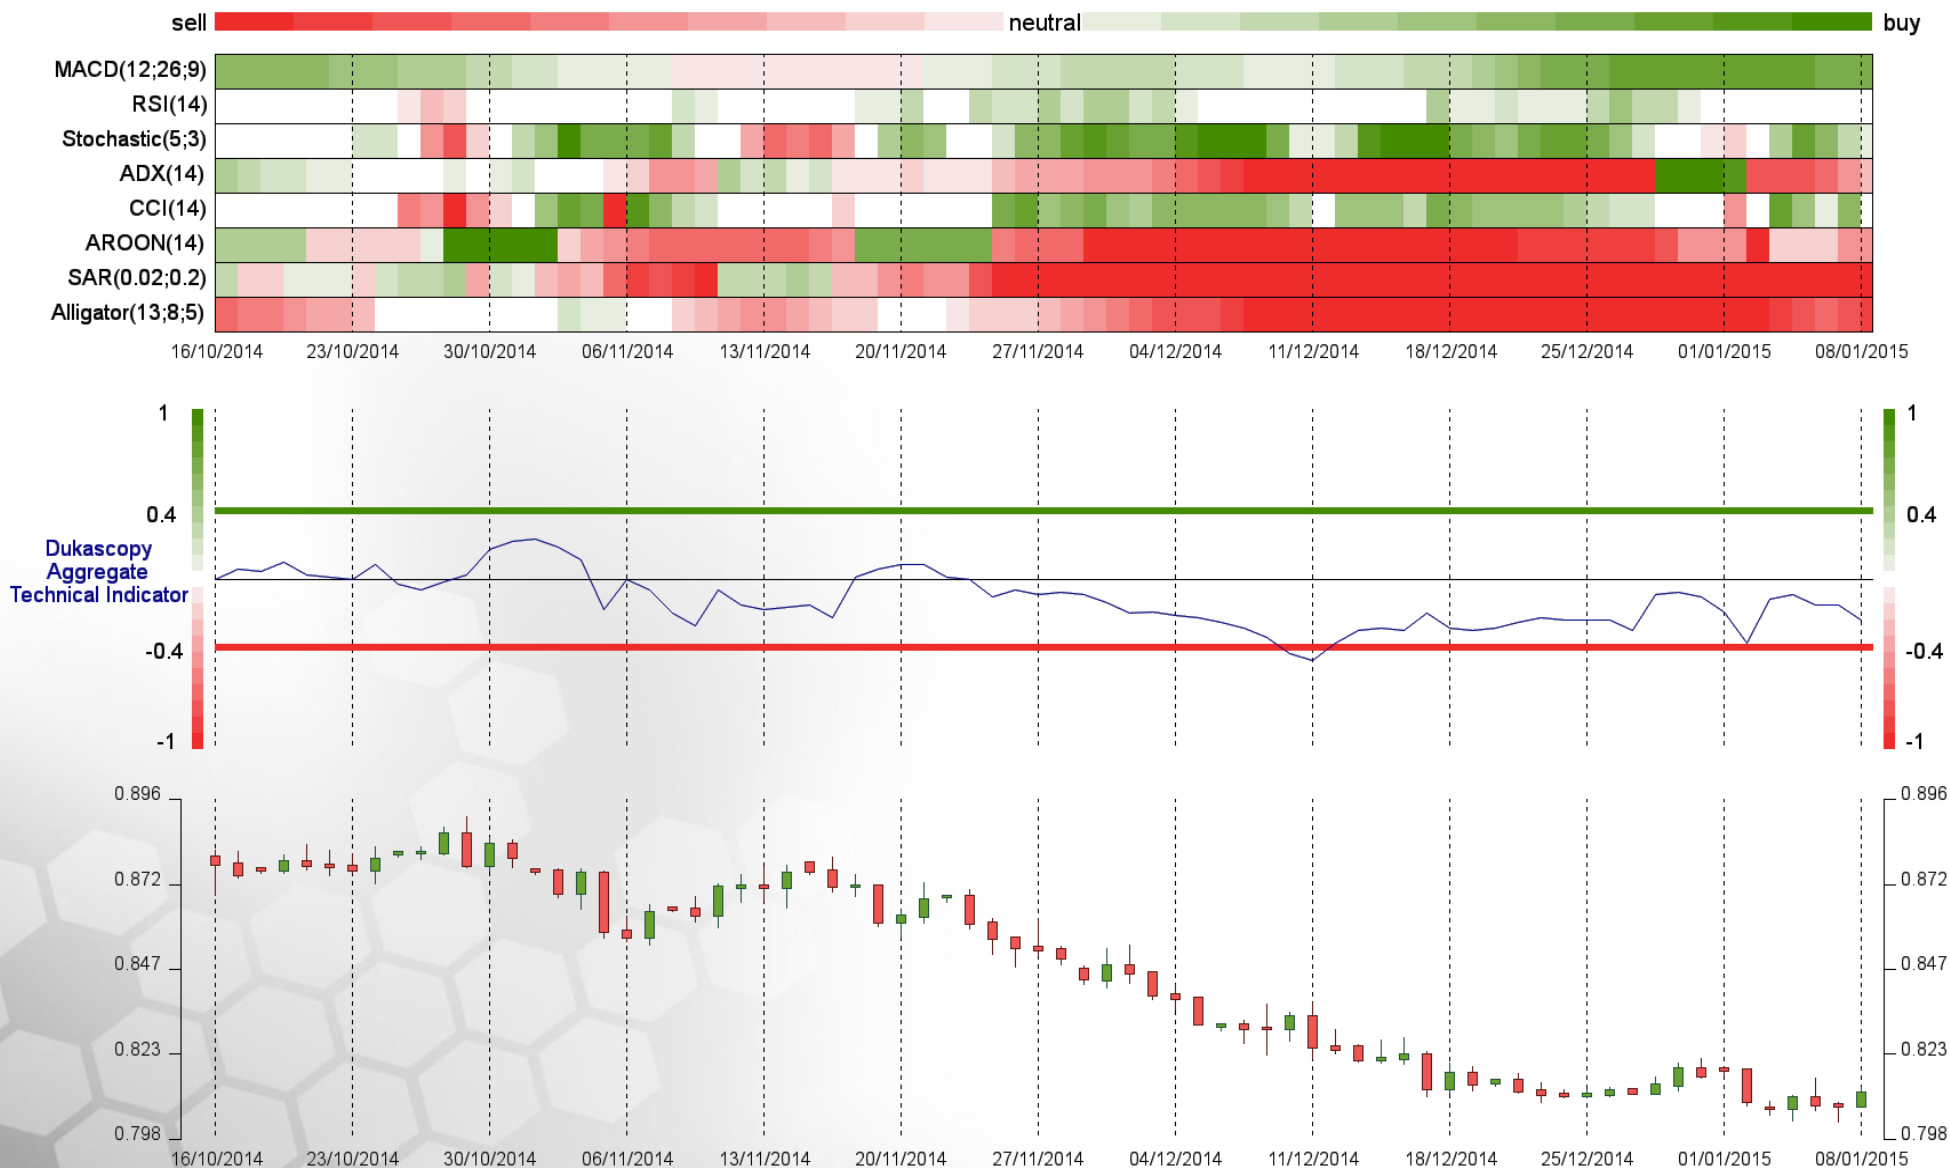 sell neutral buy
MACD(12;26;9)
RSI(14)
Stochastic(5;3)
ADX(14)
CCI(14)
AROON(14)
SAR(0.02;0.2)
Alligator(13;8;5)
16/10/2014 23/10/2014 30/10/2014 06/11/2014 13/11/2014 20/11/2014 27/11/2014 04/12/2014 11/12/2014 18/12/2014 25/12/2014 01/01/2015 08/01/2015
1 1
0.4 0.4
Dukascopy
Aggregate
Technical Indicator
-0.4 -0.4
-1 -1
0.896 0.896
0.872 0.872
0.847 0.847
0.823 0.823
0.798 0.798
16/10/2014 23/10/2014 30/10/2014 06/11/2014 13/11/2014 20/11/2014 27/11/2014 04/12/2014 11/12/2014 18/12/2014 25/12/2014 01/01/2015 08/01/2015